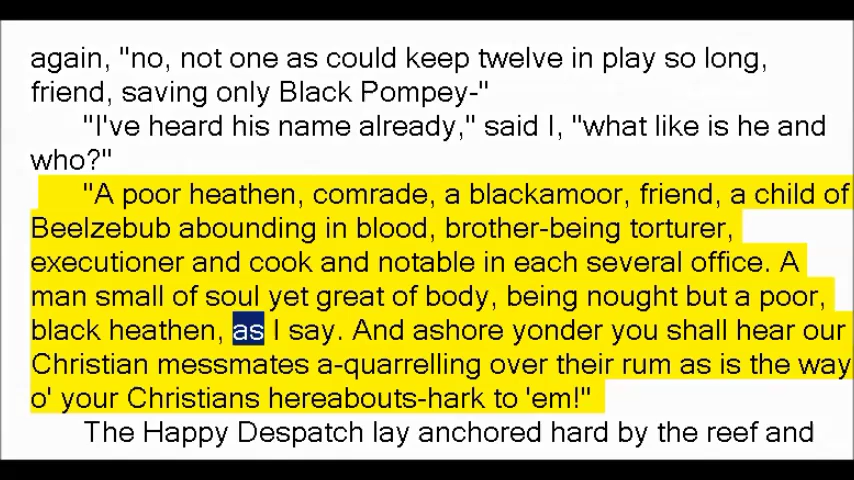 again, "no, not one as could keep twelve in play so long,
friend, saving only Black Pompey-"
"I've heard his name already," said I, "what like is he and
who?"
"A poor heathen, comrade, a blackamoor, friend, a child of
Beelzebub abounding in blood, brother-being torturer,
executioner and cook and notable in each several office. A
man small of soul yet great of body, being nought but a poor,
black heathen, as I say. And ashore yonder you shall hear our
Christian messmates a-quarrelling over their rum as is the way
o' your Christians hereabouts-hark to 'em!"
The Happy Despatch lay anchored hard by the reef and